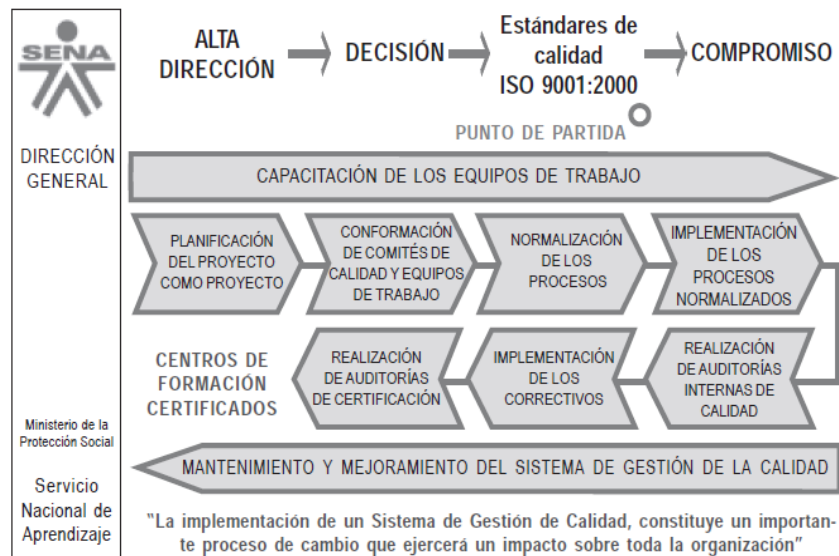 SENA
DIRECCIÓN
GENERAL
Ministerio de la
Protección Social
Servicio
Nacional de
Aprendizaje
ALTA
DIRECCIÓN
DECISIÓN
Estándares de
calidad
ISO 9001:2000
COMPROMISO
PUNTO DE PARTIDA
CAPACITACIÓN DE LOS EQUIPOS DE TRABAJO
PLANIFICACIÓN
DEL PROYECTO
COMO PROYECTO
CONFORMACIÓN
DE COMITÉS DE
CALIDAD Y EQUIPOS
DE TRABAJO
NORMALIZACIÓN
DE LOS
PROCESOS
IMPLEMENTACIÓN
DE LOS
PROCESOS
NORMALIZADOS
REALIZACIÓN
DE AUDITORÍAS
INTERNAS DE
CALIDAD
IMPLEMENTACIÓN
DE LOS
CORRECTIVOS
REALIZACIÓN
DE AUDITORÍAS
DE CERTIFICACIÓN
CENTROS DE
FORMACIÓN
CERTIFICADOS
MANTENIMIENTO Y MEJORAMIENTO DEL SISTEMA DE GESTIÓN DE LA CALIDAD
"La implementación de un Sistema de Gestión de Calidad, constituye un importan-
te proceso de cambio que ejercerá un impacto sobre toda la organización"